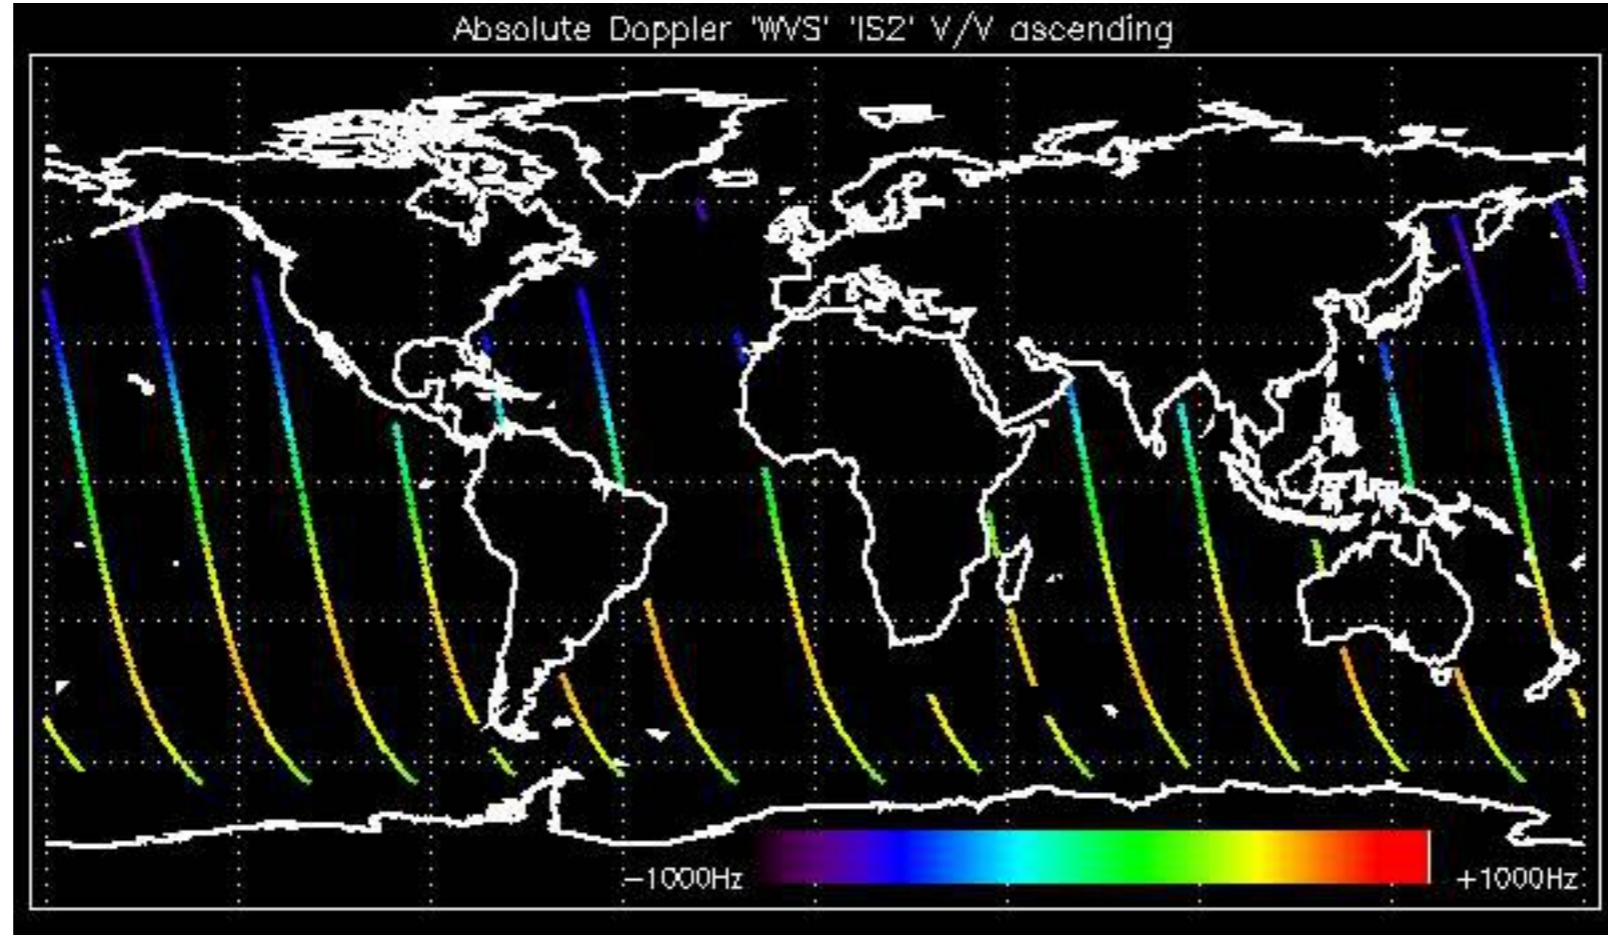 Absolute Doppler 'WVS' 'IS2' V/V ascending
-1000Hz +1000Hz